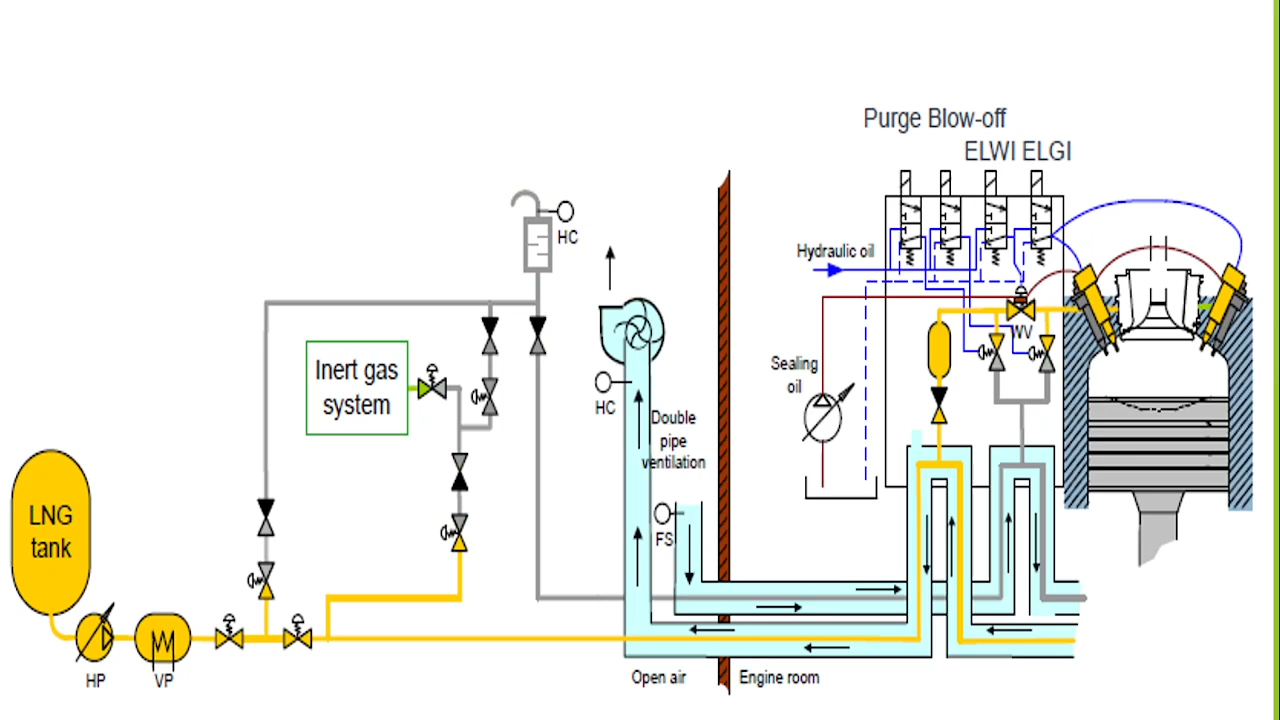 Purge Blow-off
ELWI ELGI
HC
Hydraulic oil
WV
Inert gas
system
Sealing
oil
HC
Double
pipe
ventilation
LNG
tank
FS
HP
VP
Open air
Engine room